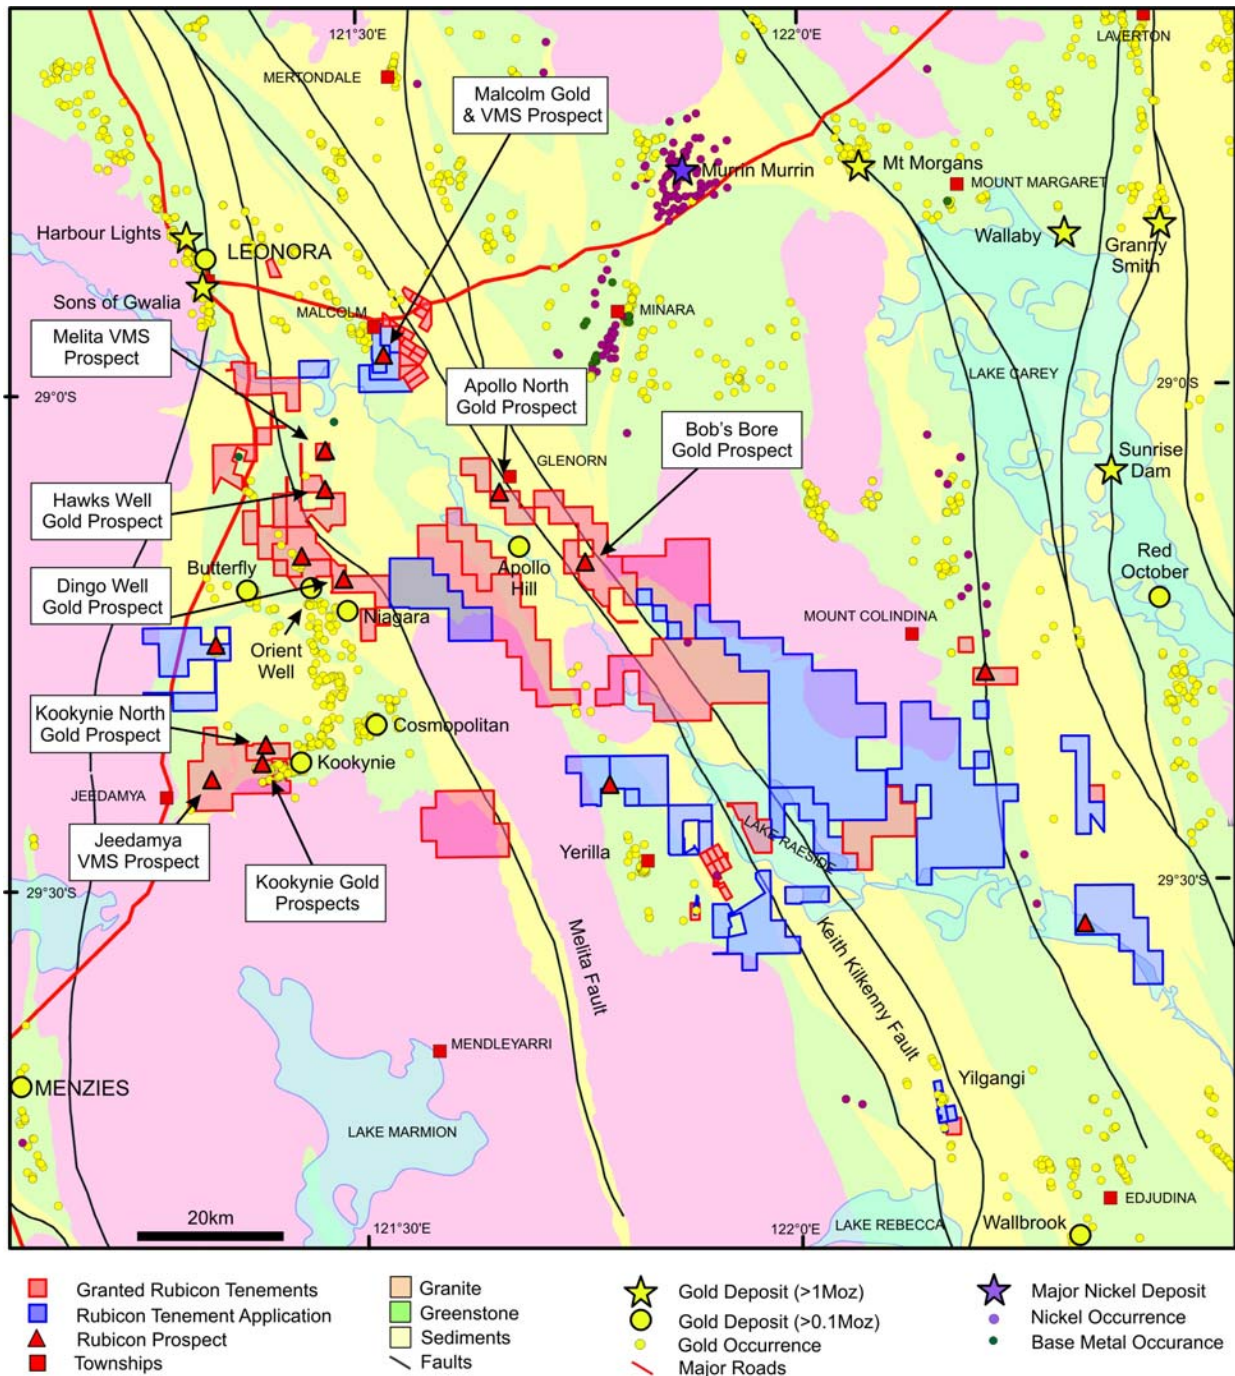 121°30'E
122°0'E
LAVERTON
MERTONDALE
Malcolm Gold
& VMS Prospect
Murrin Murrin
Mt Morgans
MOUNT MARGARET
Harbour Lights
LEONORA
Wallaby
Granny
Smith
Sons of Gwalia
MALCOLM
MINARA
Melita VMS
Prospect
LAKE CAREY
29°0'S
29°0'S
Apollo North
Gold Prospect
Bob's Bore
Gold Prospect
GLENORN
Sunrise
Dam
Hawks Well
Gold Prospect
Butterfly
Apollo
Hill
Red
October
Dingo Well
Gold Prospect
Niagara
MOUNT COLINDINA
Orient
Well
Kookynie North
Gold Prospect
Cosmopolitan
Kookynie
JEEDAMYA
Jeedamya
VMS Prospect
LAKE RAESIDE
Yerilla
Kookynie Gold
Prospects
29°30'S
29°30'S
Melita Fault
Keith Kilkenny Fault
MENDLEYARRI
Yilgangi
MENZIES
LAKE MARMION
EDJUDINA
20km
121°30'E
122°0'E
LAKE REBECCA
Wallbrook
Granted Rubicon Tenements
Rubicon Tenement Application
Rubicon Prospect
Townships
Granite
Greenstone
Sediments
Faults
Gold Deposit (>1Moz)
Gold Deposit (>0.1Moz)
Gold Occurrence
Major Roads
Major Nickel Deposit
Nickel Occurrence
Base Metal Occurance